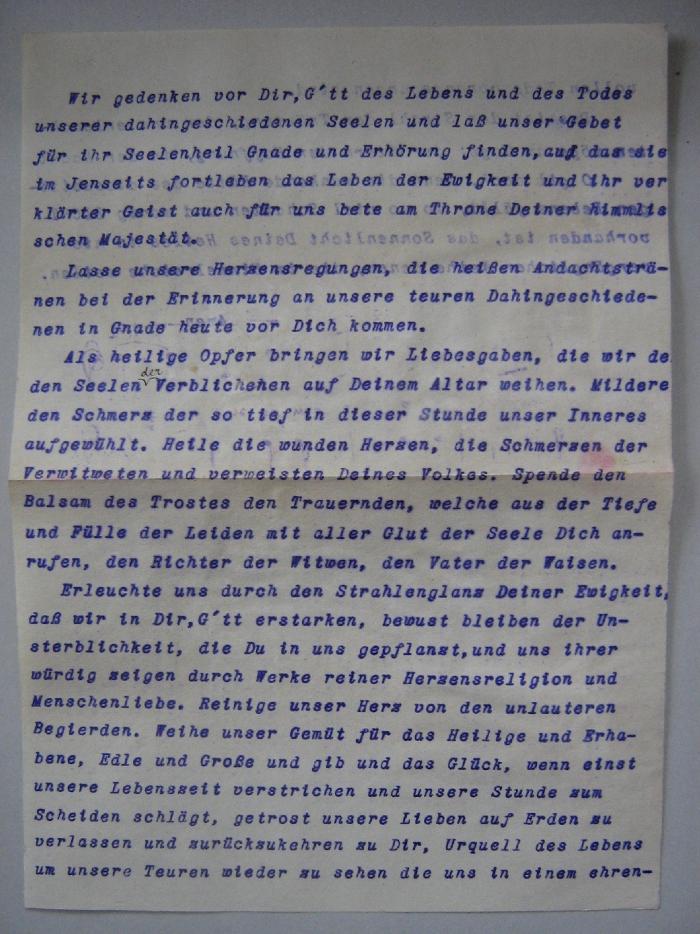 Wir gedenken vor Dir,G´tt des Lebens und des Todes
unserer dahingeschiedenen Seelen und laß unser Gebet
für ihr Seelenheil Gnade und Erhörung finden,auf das sie
im Jenseits fortleben das Leben der Ewigkeit und ihr ver
klärter Geist auch für uns bete am Throne Deiner Himmlis
schen Majestät.
Lasse unsere Herzensregungen, die heißen Andachtsträ-
nen bei der Erinnerung an unsere teuren Dahingeschiede-
nen in Gnade heute vor Dich kommen.
Als heilige Opfer bringen wir Liebesgaben, die wir de
den Seelen der Verblichehen auf Deinem Altar weihen. Mildere
den Schmerz der so tief in dieser Stunde unser Inneres
aufgewühlt. Heile die wunden Herzen, die Schmerzen der
Verwitweten und verweisten Deines Volkes. Spende den
Balsam des Trostes den Trauernden, welche aus der Tiefe
und Fülle der Leiden mit aller Glut der Seele Dich an-
rufen, den Richter der Witwen, den Vater der Waisen.
Erleuchte uns durch den Strahlenglanz Deiner Ewigkeit,
daß wir in Dir,G´tt erstarken, bewust bleiben der Un-
sterblichkeit, die Du in uns gepflanzt,und uns ihrer
würdig zeigen durch Werke reiner Herzensreligion und
Menschenliebe. Reinige unser Herz von den unlauteren
Begierden. Weihe unser Gemüt für das Heilige und Erha-
bene, Edle und Große und gib und das Glück, wenn einst
unsere Lebenszeit verstrichen und unsere Stunde zum
Scheiden schlägt, getrost unsere Lieben auf Erden zu
verlassen und zurückzukehren zu Dir, Urquell des Lebens
um unsere Teuren wieder zu sehen die uns in einem ehren-